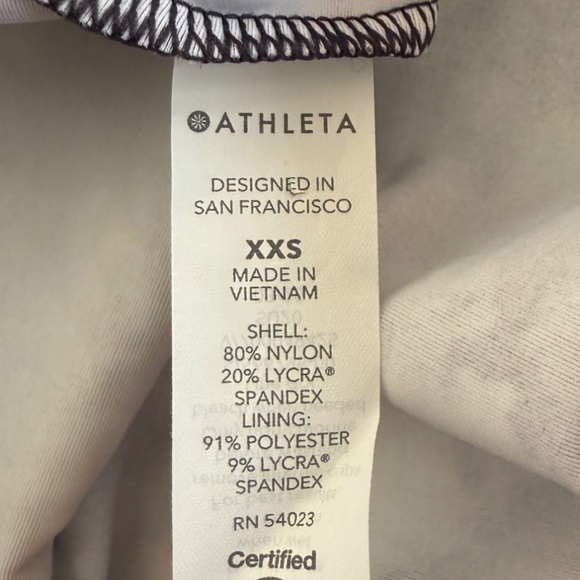 ATHLETA
DESIGNED IN
SAN FRANCISCO
XXS
MADE IN
VIETNAM
SHELL:
80% NYLON
20% LYCRA®
SPANDEX
LINING:
91% POLYESTER
9% LYCRA®
SPANDEX
RN 54023
Certified